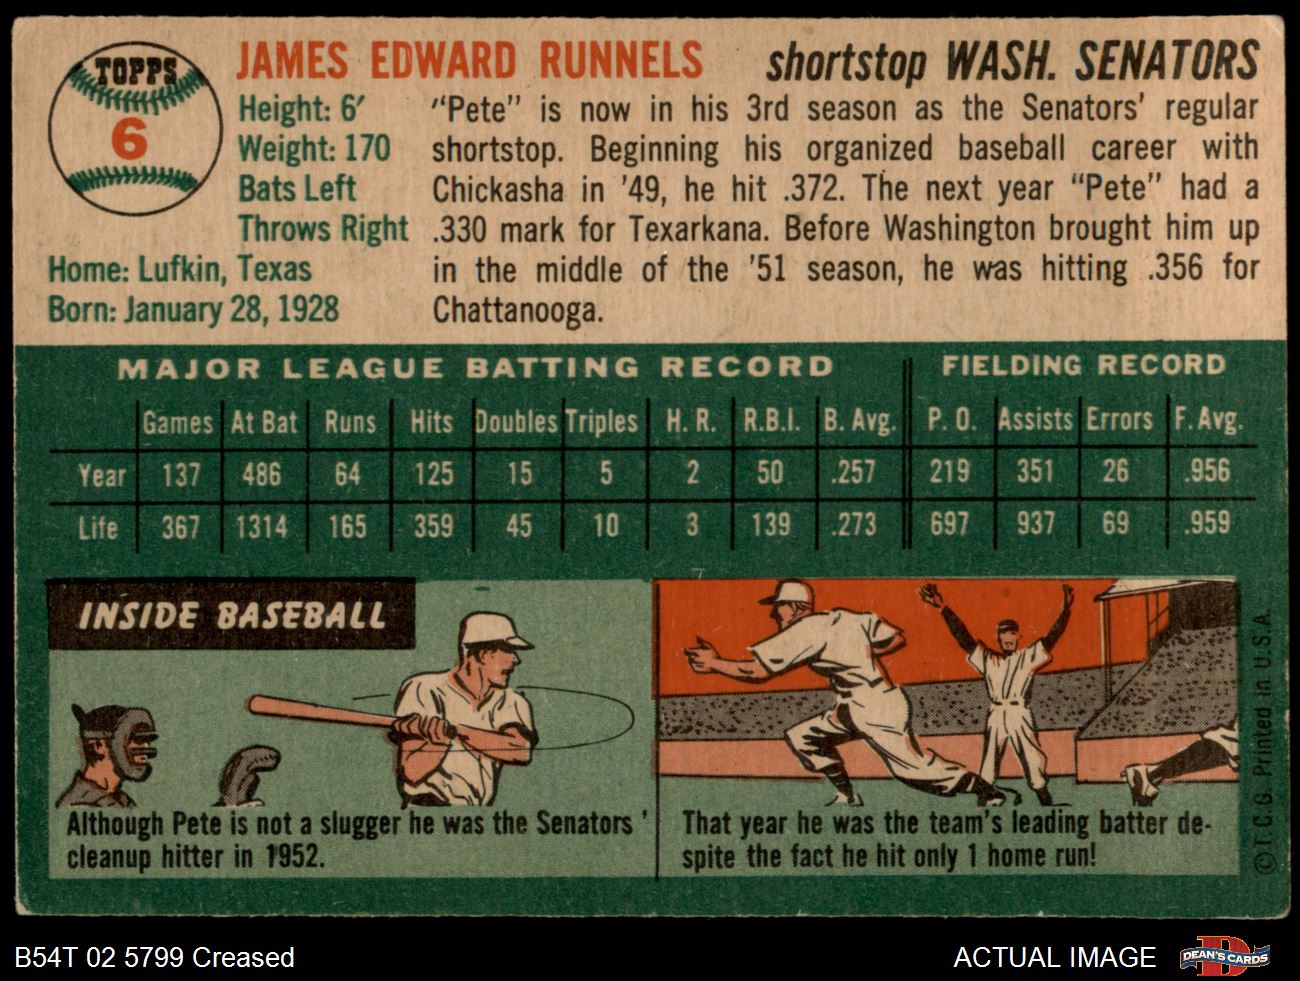 TOPPS
6
JAMES EDWARD RUNNELS shortstop WASH. SENATORS
Height: 6′
Weight: 170
Bats Left
Throws Right
Home: Lufkin, Texas
Born: January 28, 1928
"Pete" is now in his 3rd season as the Senators' regular
shortstop. Beginning his organized baseball career with
Chickasha in '49, he hit .372. The next year "Pete" had a
.330 mark for Texarkana. Before Washington brought him up
in the middle of the '51 season, he was hitting .356 for
Chattanooga.
MAJOR LEAGUE BATTING RECORD FIELDING RECORD
Games At Bat Runs Hits Doubles Triples H. R. R.B.I. B. Avg. P. O. Assists Errors F. Avg.
Year 137 486 64 125 15 5 2 50 .257 219 351 26 .956
Life 367 1314 165 359 45 10 3 139 .273 697 937 69 .959
INSIDE BASEBALL
Although Pete is not a slugger he was the Senators'
cleanup hitter in 1952.
That year he was the team's leading batter de-
spite the fact he hit only 1 home run!
© T. C. G. Printed in U.S.A.
B54T 02 5799 Creased
ACTUAL IMAGE
DEAN'S CARDS